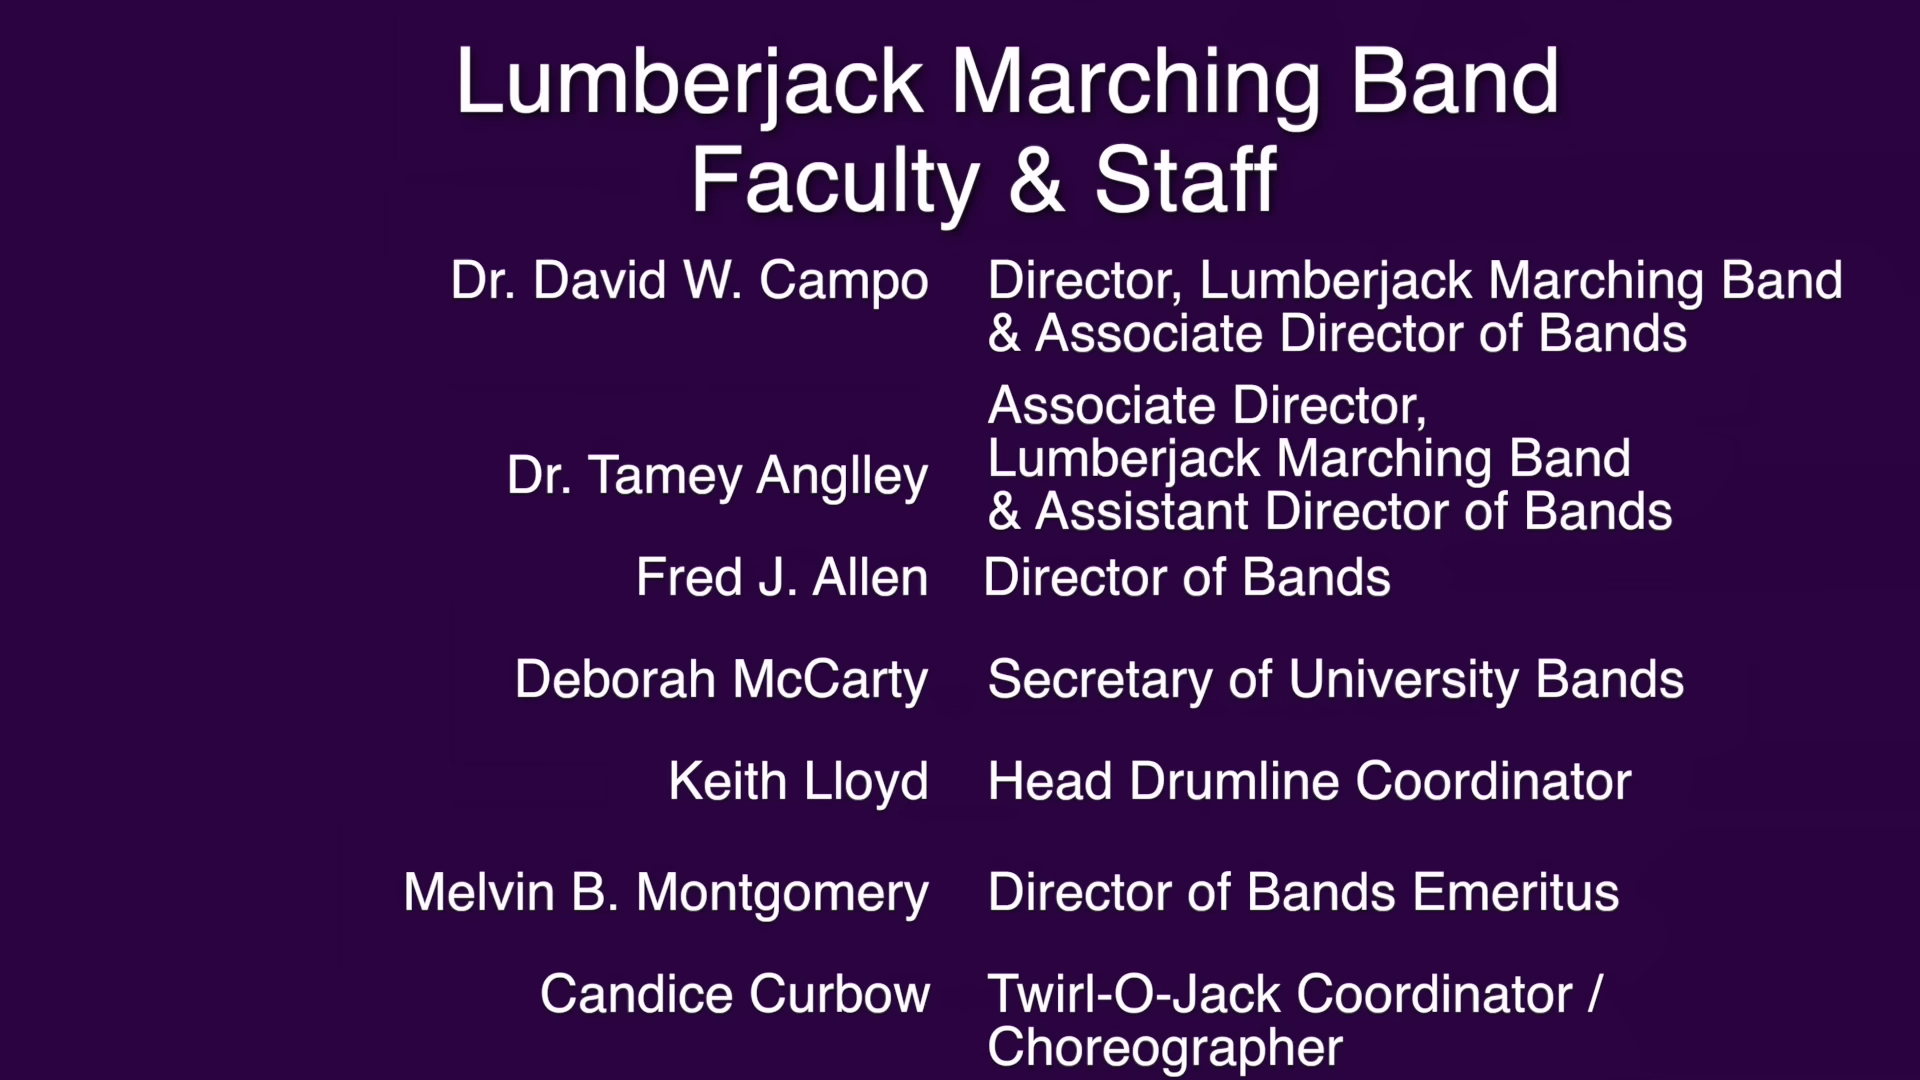 Lumberjack Marching Band
Faculty & Staff
Dr. David W. Campo Director, Lumberjack Marching Band
& Associate Director of Bands
Associate Director,
Dr. Tamey Anglley Lumberjack Marching Band
& Assistant Director of Bands
Fred J. Allen Director of Bands
Deborah McCarty Secretary of University Bands
Keith Lloyd Head Drumline Coordinator
Melvin B. Montgomery Director of Bands Emeritus
Candice Curbow Twirl-O-Jack Coordinator /
Choreographer